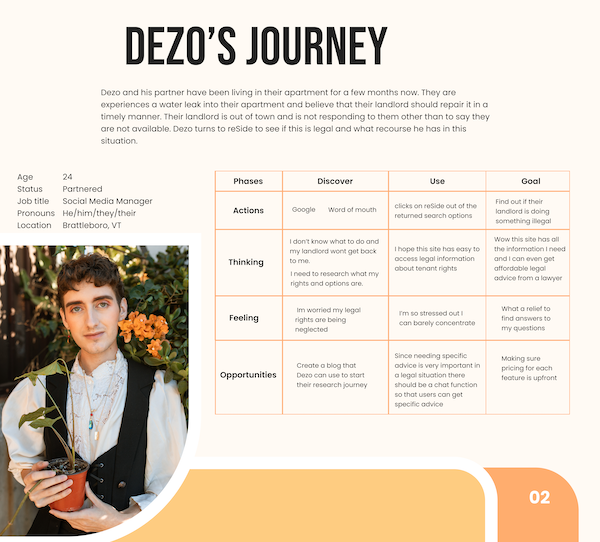 DEZO'S JOURNEY
Dezo and his partner have been living in their apartment for a few months now. They are
experiences a water leak into their apartment and believe that their landlord should repair it in a
timely manner. Their landlord is out of town and is not responding to them other than to say they
are not available. Dezo turns to reSide to see if this is legal and what recourse he has in this
situation.
Age 24
Status Partnered
Job title Social Media Manager
Pronouns He/him/they/their
Location Brattleboro, VT
Phases Discover Use Goal
Actions
Google Word of mouth
clicks on reSide out of the
returned search options
Find out if their
landlord is doing
something illegal
Thinking
I don't know what to do and
my landlord wont get back
to me.
I need to research what my
rights and options are.
I hope this site has easy to
access legal information
about tenant rights
Wow this site has all
the information I need
and I can even get
affordable legal
advice from a lawyer
Feeling
Im worried my legal
rights are being
neglected
I'm so stressed out I
can barely concentrate
What a relief to
find answers to
my questions
Opportunities
Create a blog that
Dezo can use to start
their research journey
Since needing specific
advice is very important in
a legal situation there
should be a chat function
so that users can get
specific advice
Making sure
pricing for each
feature is upfront
02